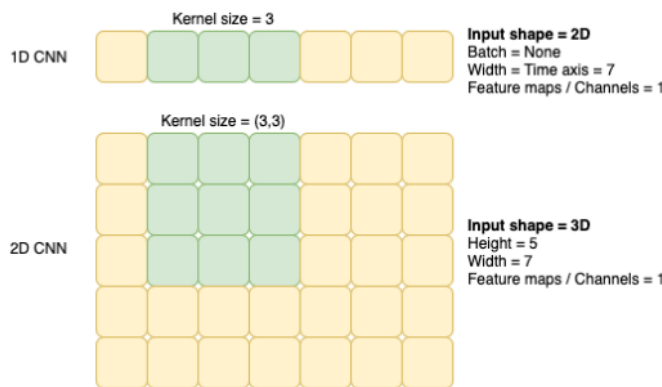 Kernel size = 3
1D CNN
Input shape = 2D
Batch = None
Width = Time axis = 7
Feature maps / Channels = 1
Kernel size = (3,3)
2D CNN
Input shape = 3D
Height = 5
Width = 7
Feature maps / Channels = 1